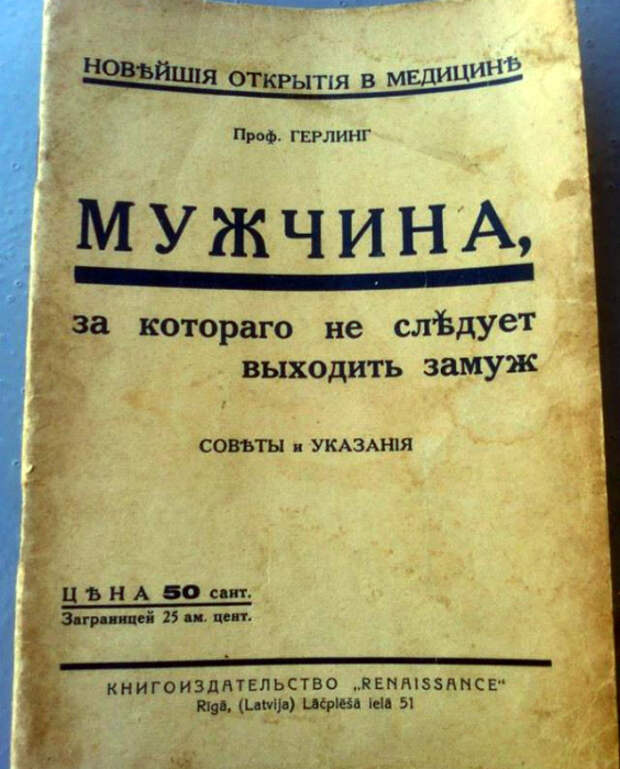 НОВѢЙШІЯ ОТКРЫТІЯ В МЕДИЦИНѢ
Проф. ГЕРЛИНГ
МУЖЧИНА,
за котораго не слѣдует
выходить замуж
СОВѢТЫ и УКАЗАНІЯ
ЦѢНА 50 сант.
Заграницей 25 ам. цент.
КНИГОИЗДАТЕЛЬСТВО „RENAISSANCE“
Rīgā, (Latvija) Lāčplēša ielā 51